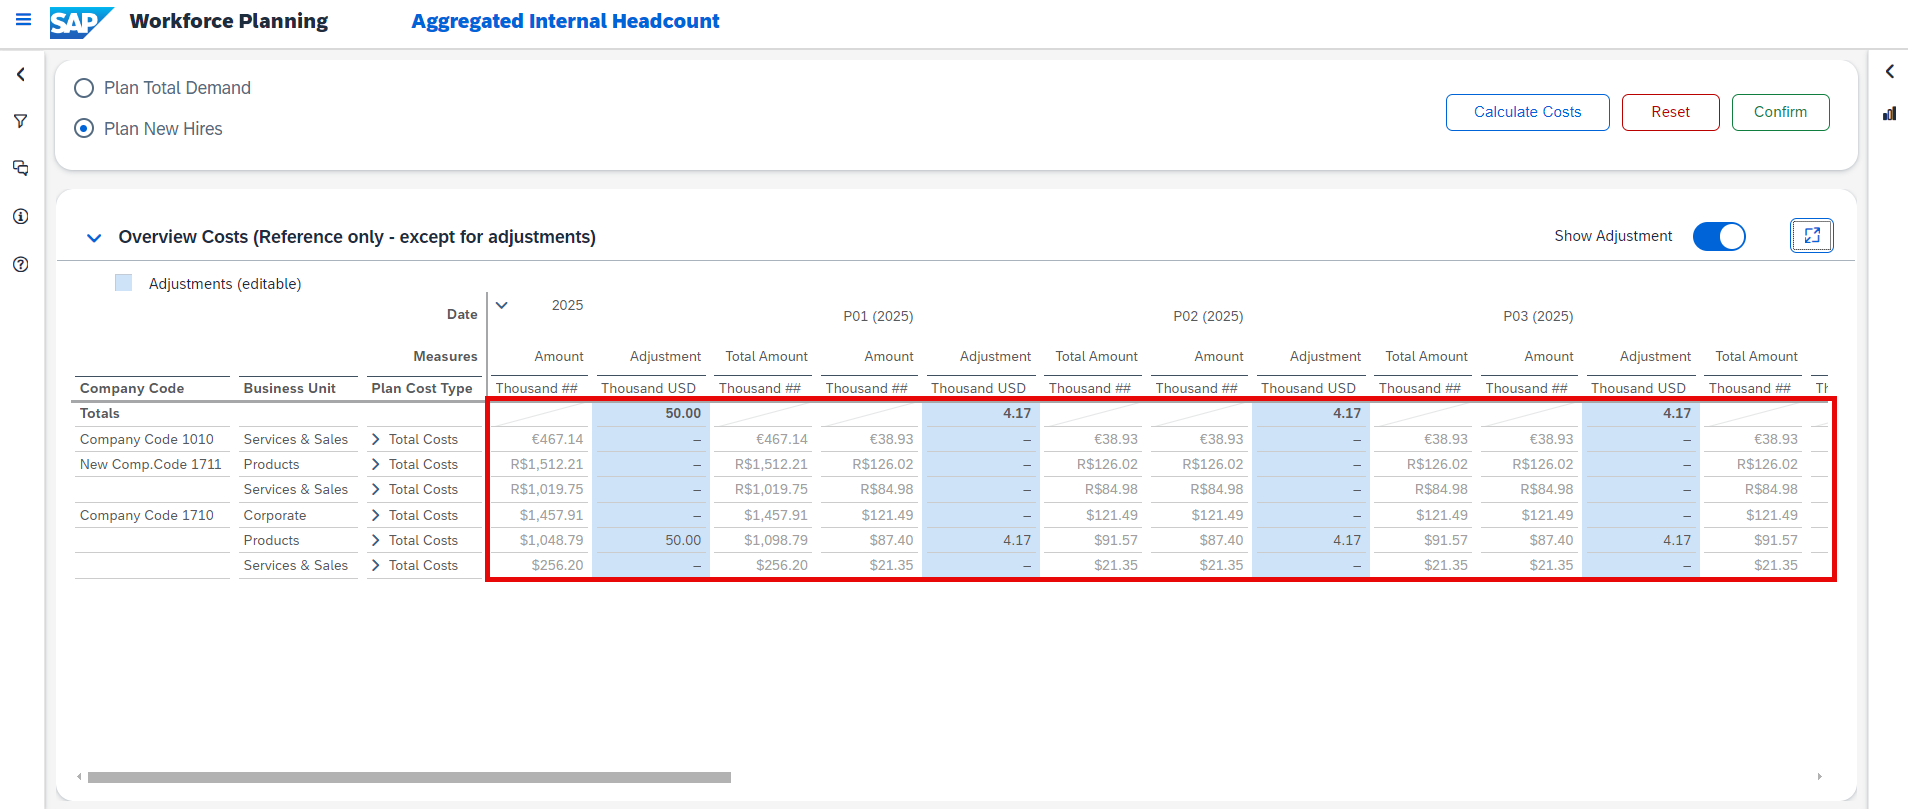 SAP Workforce Planning Aggregated Internal Headcount
Plan Total Demand
Plan New Hires
Calculate Costs Reset Confirm
Overview Costs (Reference only - except for adjustments) Show Adjustment
Adjustments (editable)
Date 2025 P01 (2025) P02 (2025) P03 (2025)
Measures Amount Adjustment Total Amount Amount Adjustment Total Amount Amount Adjustment Total Amount Amount Adjustment Total Amount
Company Code Business Unit Plan Cost Type Thousand ## Thousand USD Thousand ## Thousand ## Thousand USD Thousand ## Thousand ## Thousand USD Thousand ## Thousand ## Thousand USD Thousand ## Th
Totals 50.00 4.17 4.17 4.17
Company Code 1010 Services & Sales Total Costs €467.14 – €467.14 €38.93 – €38.93 €38.93 – €38.93 €38.93 – €38.93
New Comp.Code 1711 Products Total Costs R$1,512.21 – R$1,512.21 R$126.02 – R$126.02 R$126.02 – R$126.02 R$126.02 – R$126.02
Services & Sales Total Costs R$1,019.75 – R$1,019.75 R$84.98 – R$84.98 R$84.98 – R$84.98 R$84.98 – R$84.98
Company Code 1710 Corporate Total Costs $1,457.91 – $1,457.91 $121.49 – $121.49 $121.49 – $121.49 $121.49 – $121.49
Products Total Costs $1,048.79 50.00 $1,098.79 $87.40 4.17 $91.57 $87.40 4.17 $91.57 $87.40 4.17 $91.57
Services & Sales Total Costs $256.20 – $256.20 $21.35 – $21.35 $21.35 – $21.35 $21.35 – $21.35